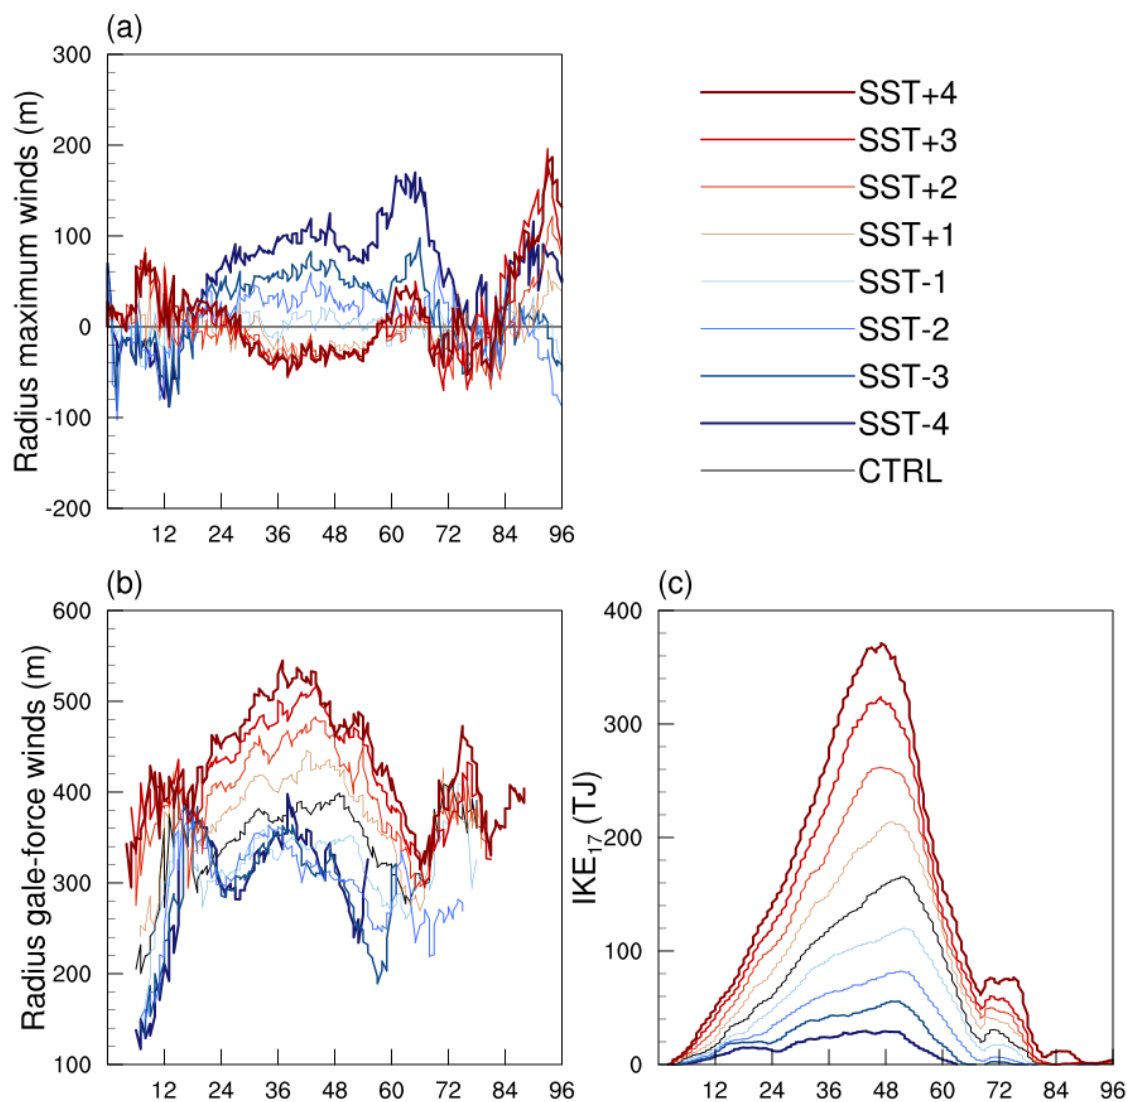 (a)
Radius maximum winds (m)
300
200
100
0
-100
-200
12 24 36 48 60 72 84 96
SST+4
SST+3
SST+2
SST+1
SST-1
SST-2
SST-3
SST-4
CTRL
(b)
Radius gale-force winds (m)
600
500
400
300
200
100
12 24 36 48 60 72 84 96
(c)
IKE17 (TJ)
400
300
200
100
0
12 24 36 48 60 72 84 96